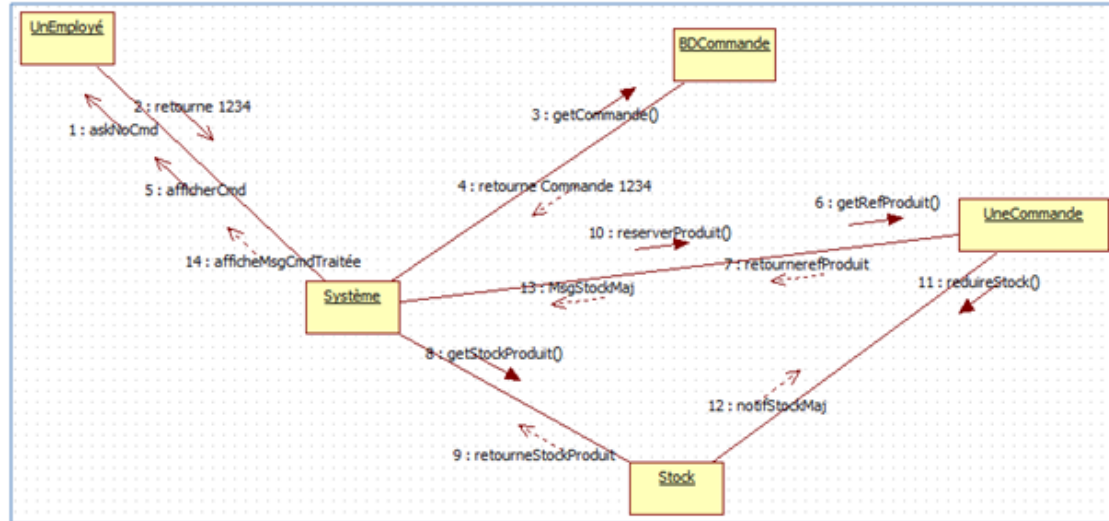 UnEmployé
BDCommande
2 : retourne 1234
3 : getCommande()
1 : askNoCmd
5 : afficherCmd
4 : retourne Commande 1234
6 : getRefProduit()
UneCommande
10 : reserverProduit()
14 : afficheMsgCmdTraitée
7 : retournerefProduit
13 : MsgStockMaj
11 : reduireStock()
Système
8 : getStockProduit()
12 : notifStockMaj
9 : retourneStockProduit
Stock